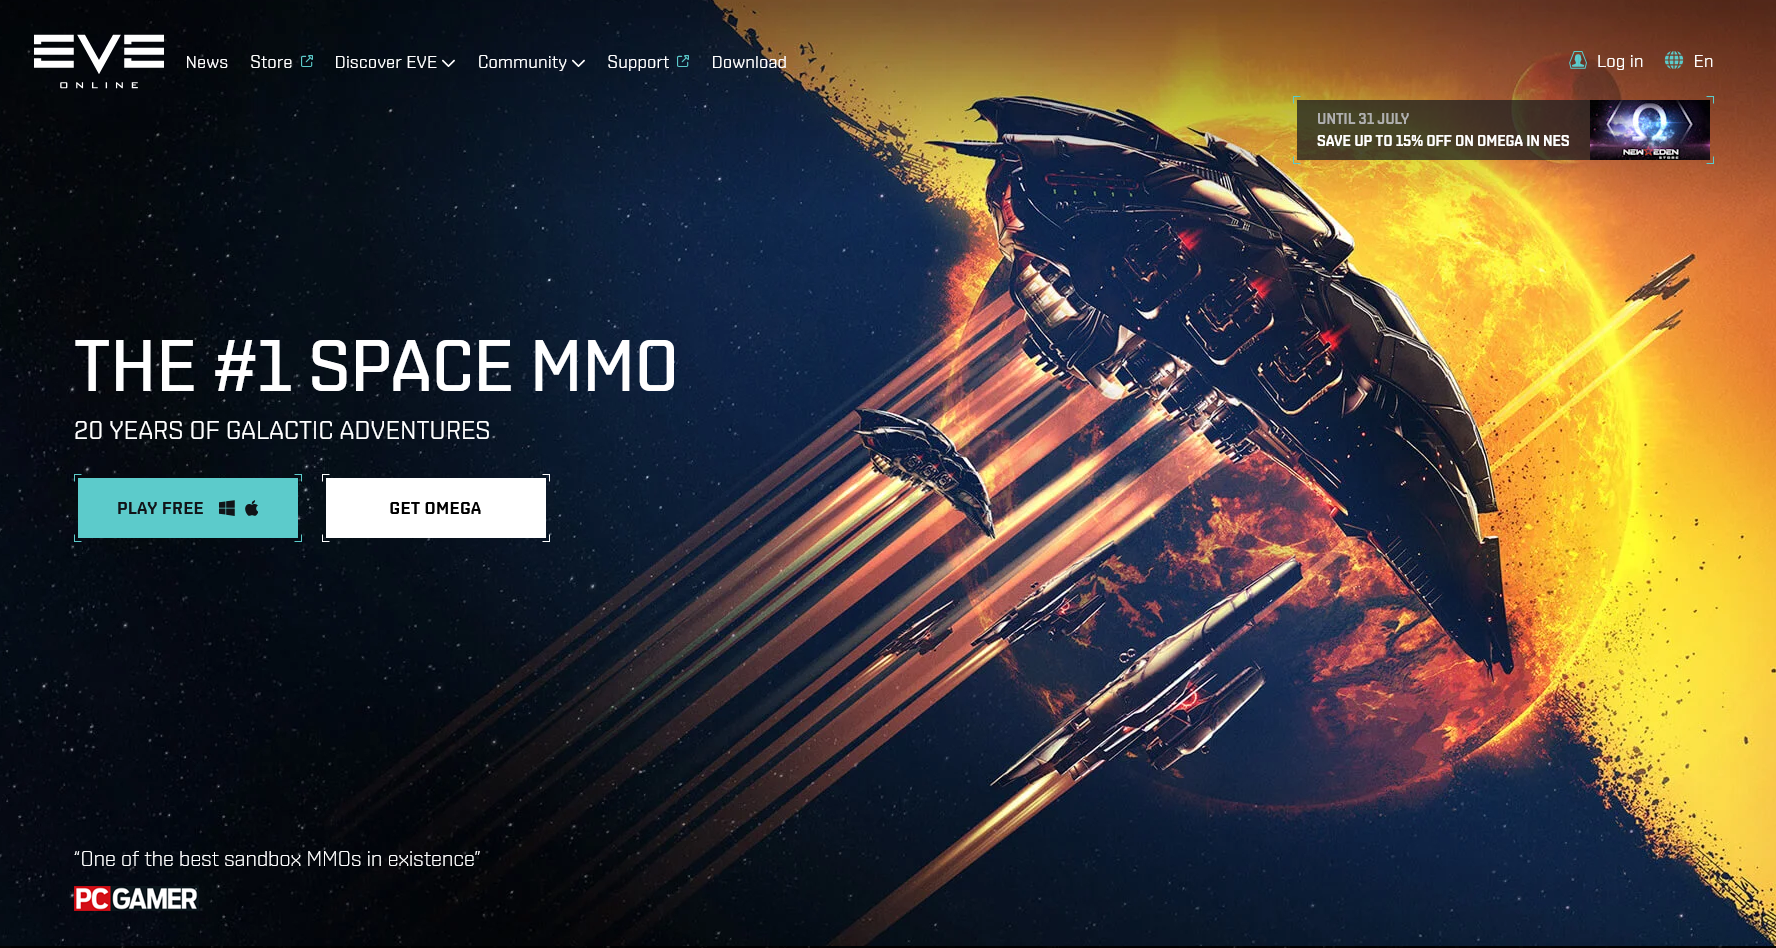 EVE
ONLINE
News Store Discover EVE Community Support Download
Log in En
UNTIL 31 JULY
SAVE UP TO 15% OFF ON OMEGA IN NES
Ω
NEW EDEN
STORE
THE #1 SPACE MMO
20 YEARS OF GALACTIC ADVENTURES
PLAY FREE GET OMEGA
“One of the best sandbox MMOs in existence”
PC GAMER